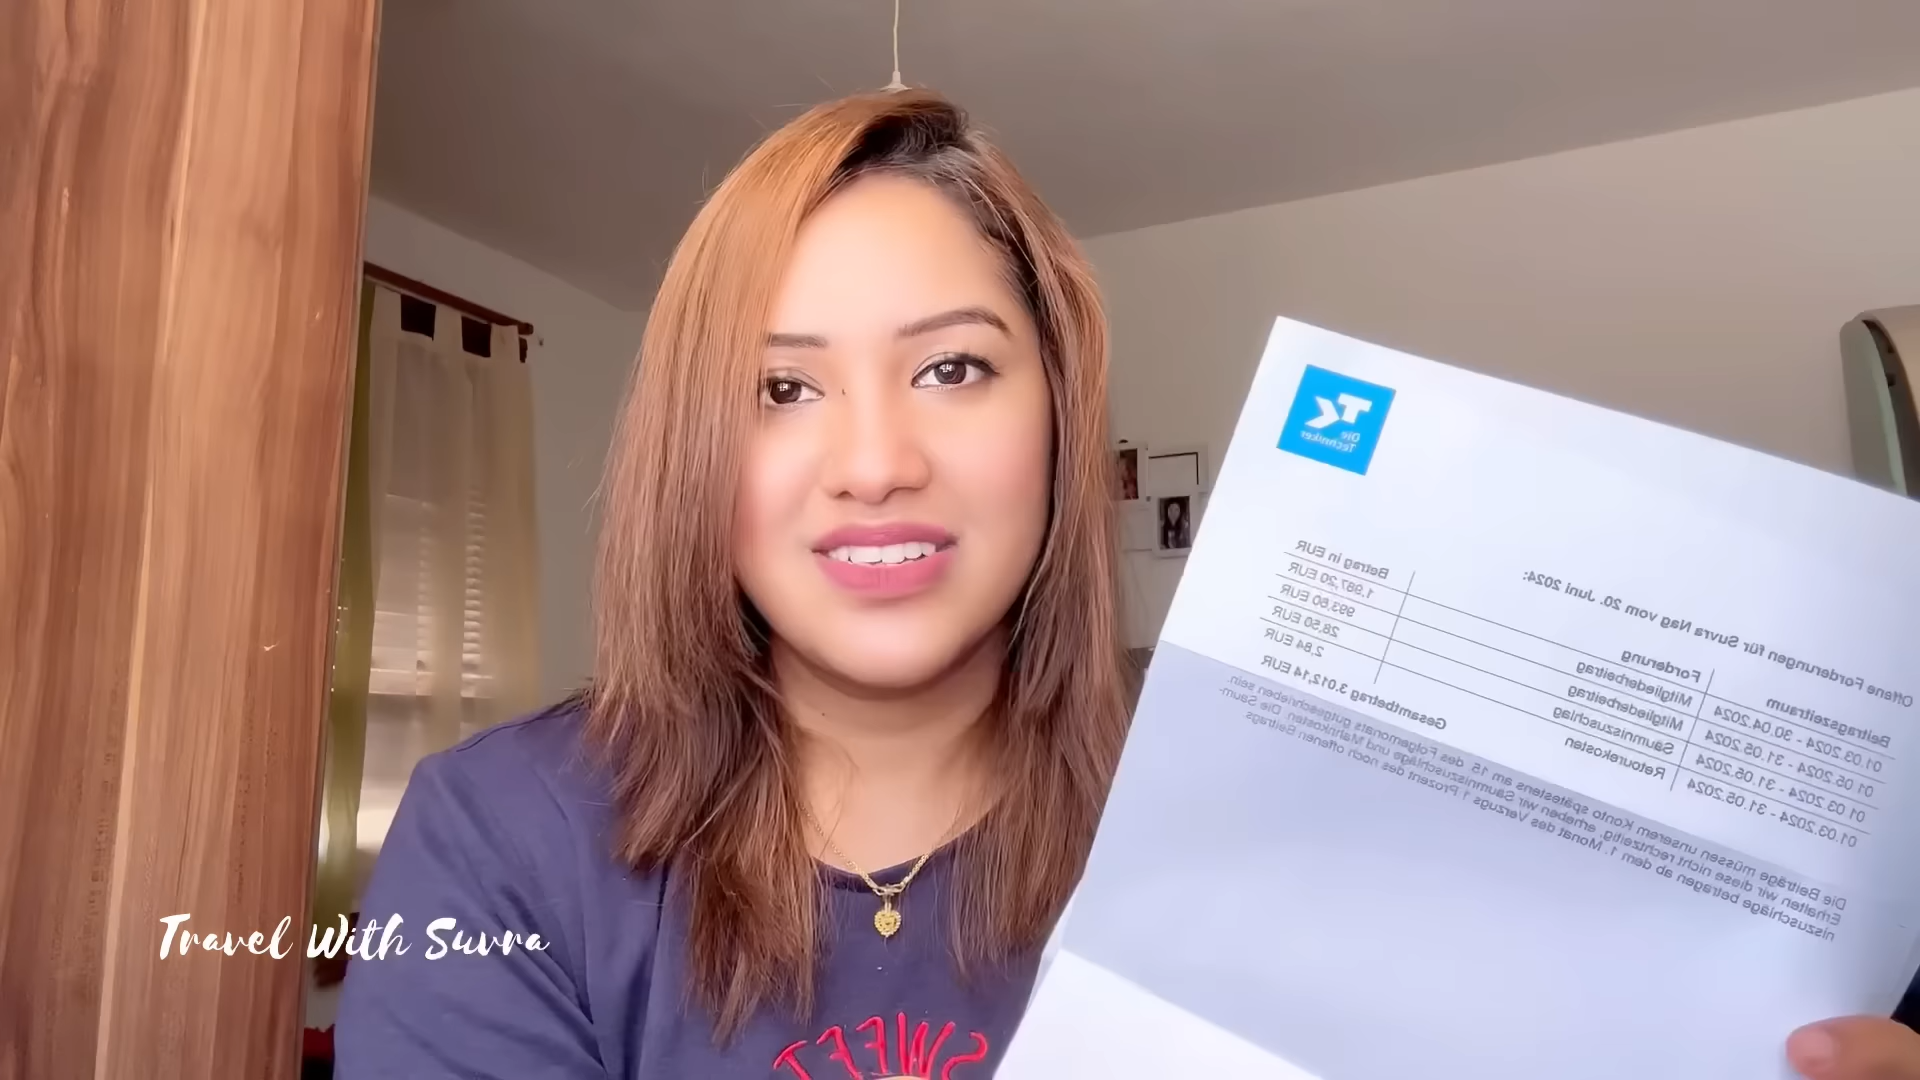 Die
Techniker
Offene Forderungen für Suvra Nag vom 20. Juni 2024:
Beitragszeitraum Forderung Betrag in EUR
01.03.2024 - 30.04.2024 Mitgliederbeitrag 1.987,20 EUR
01.05.2024 - 31.05.2024 Mitgliederbeitrag 993,60 EUR
01.03.2024 - 31.05.2024 Säumniszuschlag 28,50 EUR
01.03.2024 - 31.05.2024 Retourekosten 2,84 EUR
Gesamtbetrag 3.012,14 EUR
Die Beiträge müssen unserem Konto spätestens am 15. des Folgemonats gutgeschrieben sein.
Erhalten wir diese nicht rechtzeitig, erheben wir Säumniszuschläge und Mahnkosten. Die Säum-
niszuschläge betragen ab dem 1. Monat des Verzugs 1 Prozent des noch offenen Beitrags.
Travel With Suvra
SWEET